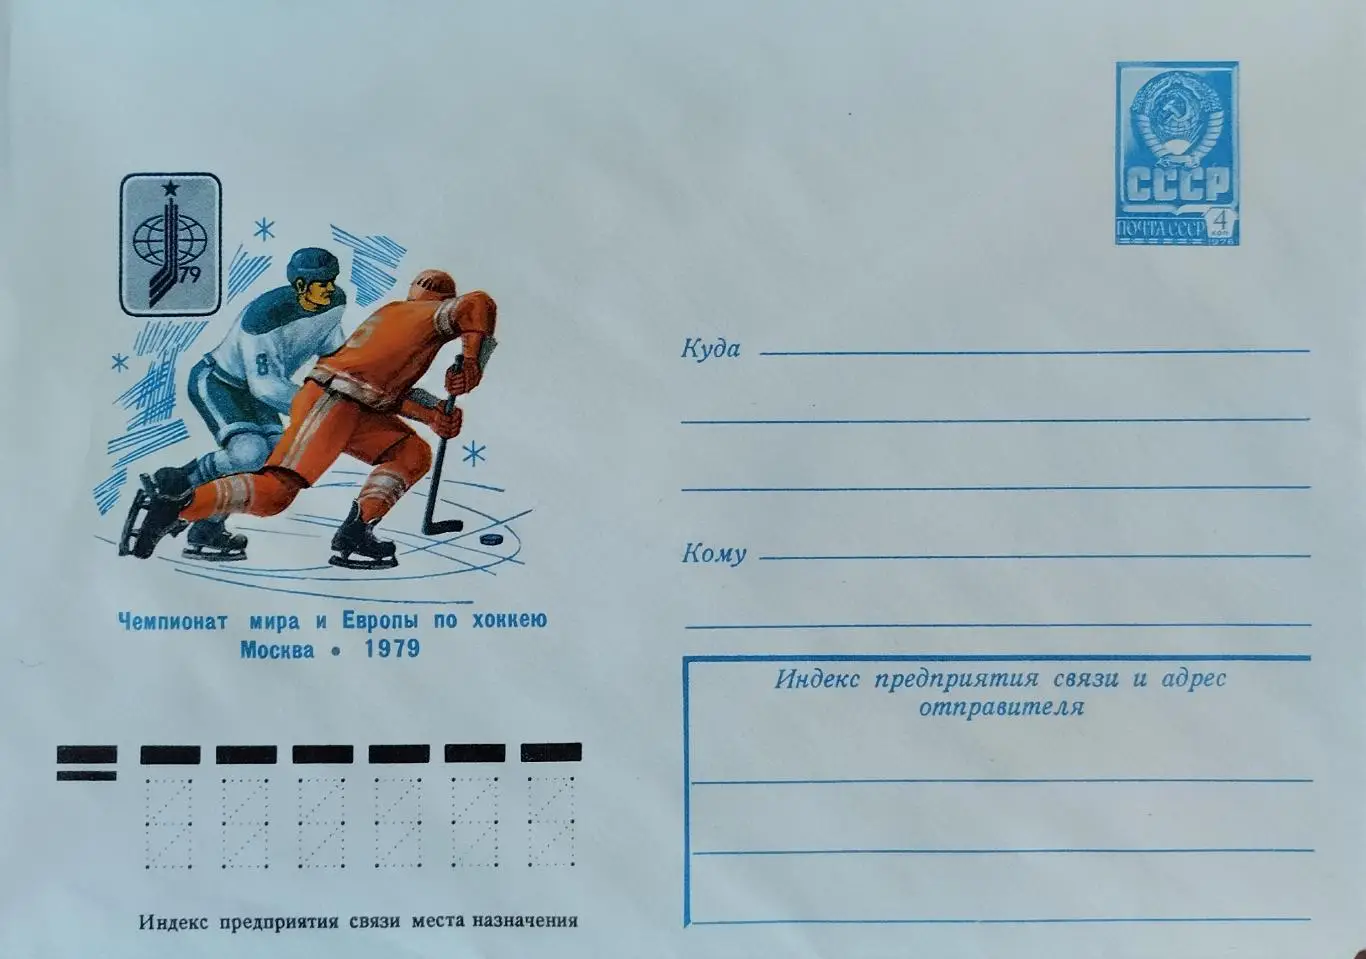 СССР
ПОЧТА СССР 4 коп
1978
79
8
Чемпионат мира и Европы по хоккею
Москва • 1979
Куда
Кому
Индекс предприятия связи и адрес
отправителя
Индекс предприятия связи места назначения